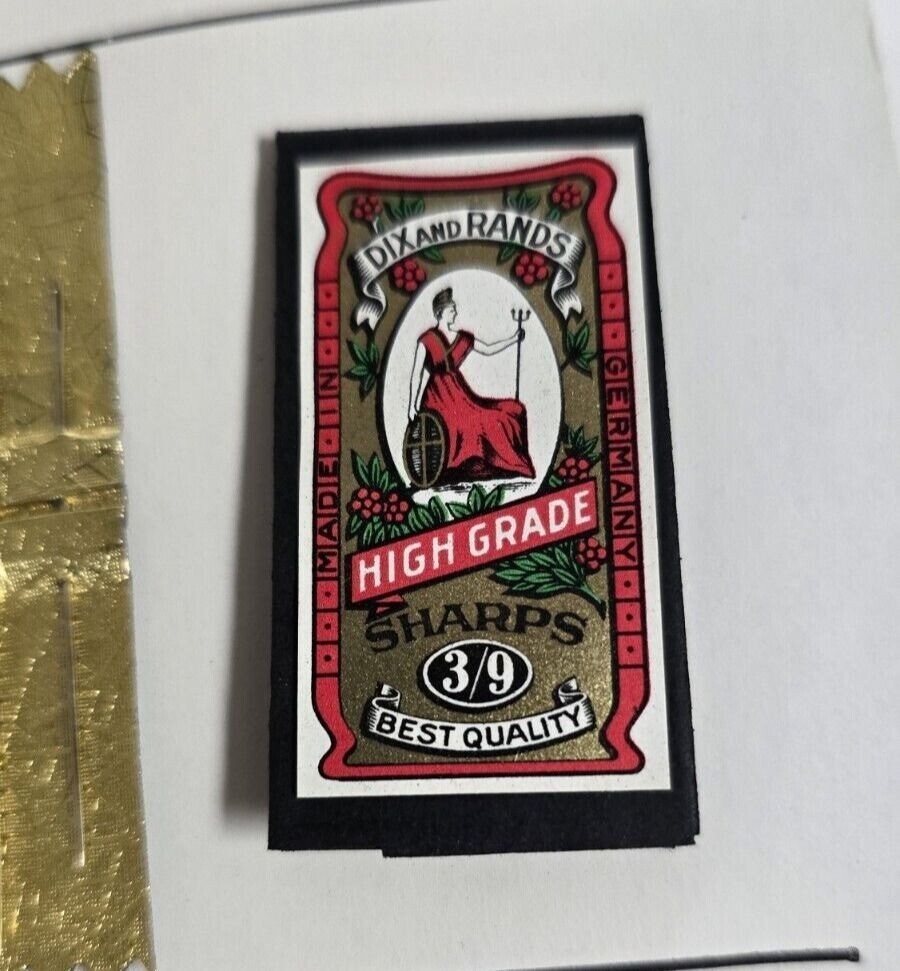 DIX AND RANDS
MADE IN
GERMANY
HIGH GRADE
SHARPS
3/9
BEST QUALITY